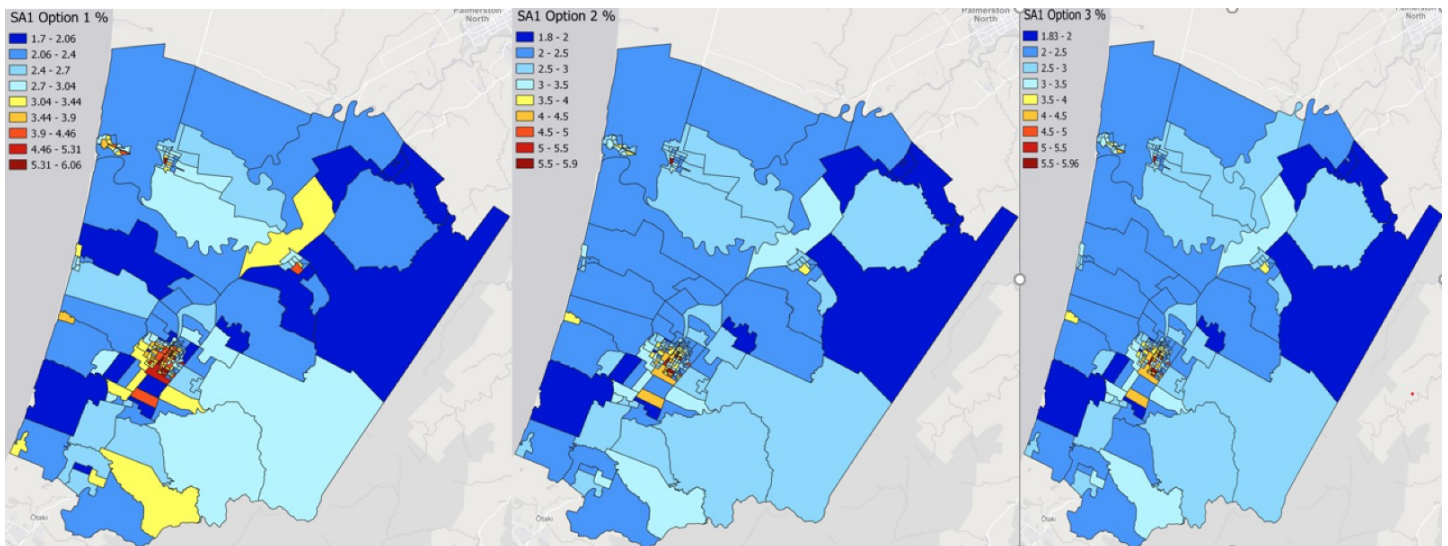 SA1 Option 1 %
1.7 - 2.06
2.06 - 2.4
2.4 - 2.7
2.7 - 3.04
3.04 - 3.44
3.44 - 3.9
3.9 - 4.46
4.46 - 5.31
5.31 - 6.06
Palmerston
North
Ōtaki
SA1 Option 2 %
1.8 - 2
2 - 2.5
2.5 - 3
3 - 3.5
3.5 - 4
4 - 4.5
4.5 - 5
5 - 5.5
5.5 - 5.9
Palmerston
North
Ōtaki
SA1 Option 3 %
1.83 - 2
2 - 2.5
2.5 - 3
3 - 3.5
3.5 - 4
4 - 4.5
4.5 - 5
5 - 5.5
5.5 - 5.96
Palmerston
North
Ōtaki